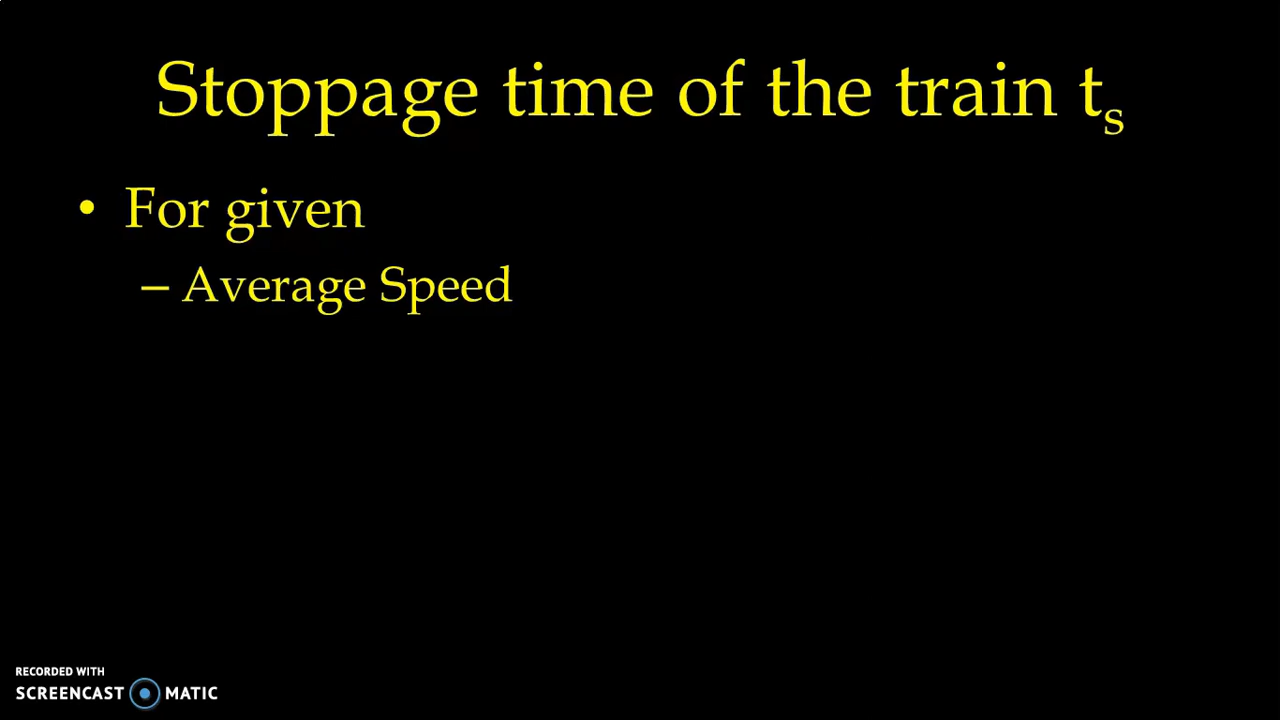 Stoppage time of the train ts
• For given
– Average Speed
RECORDED WITH
SCREENCAST MATIC